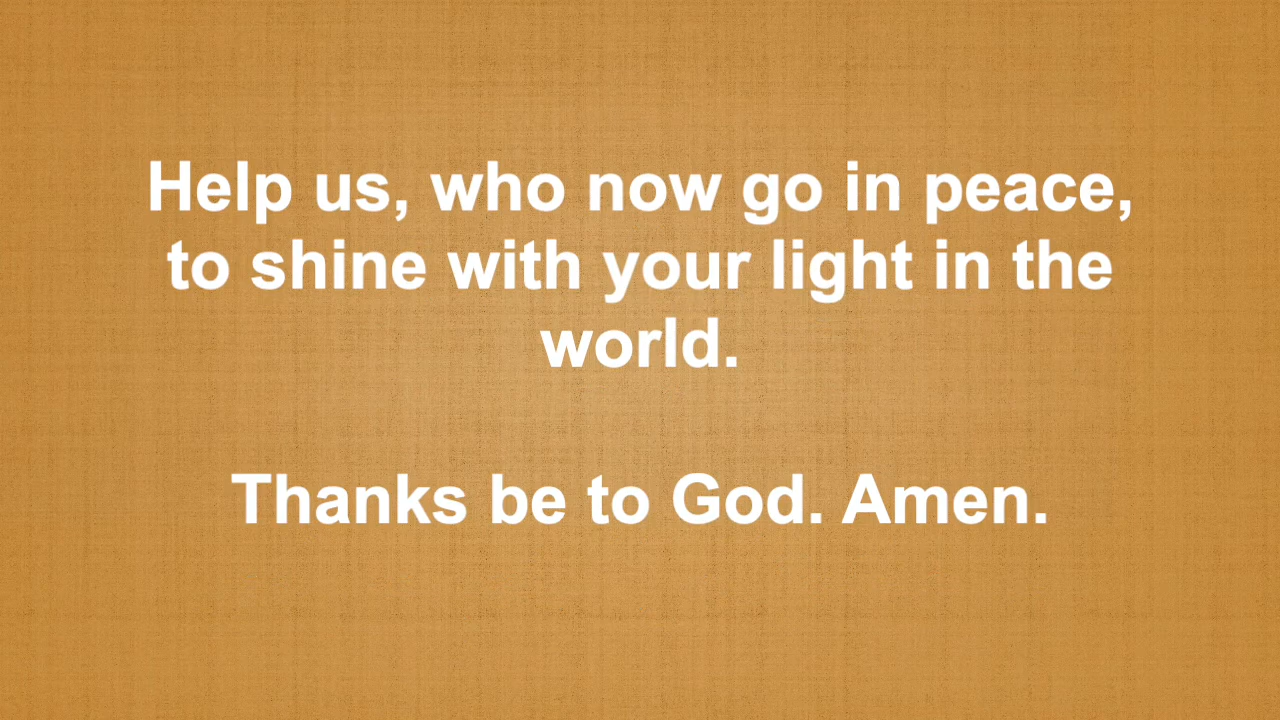 Help us, who now go in peace,
to shine with your light in the
world.
Thanks be to God. Amen.